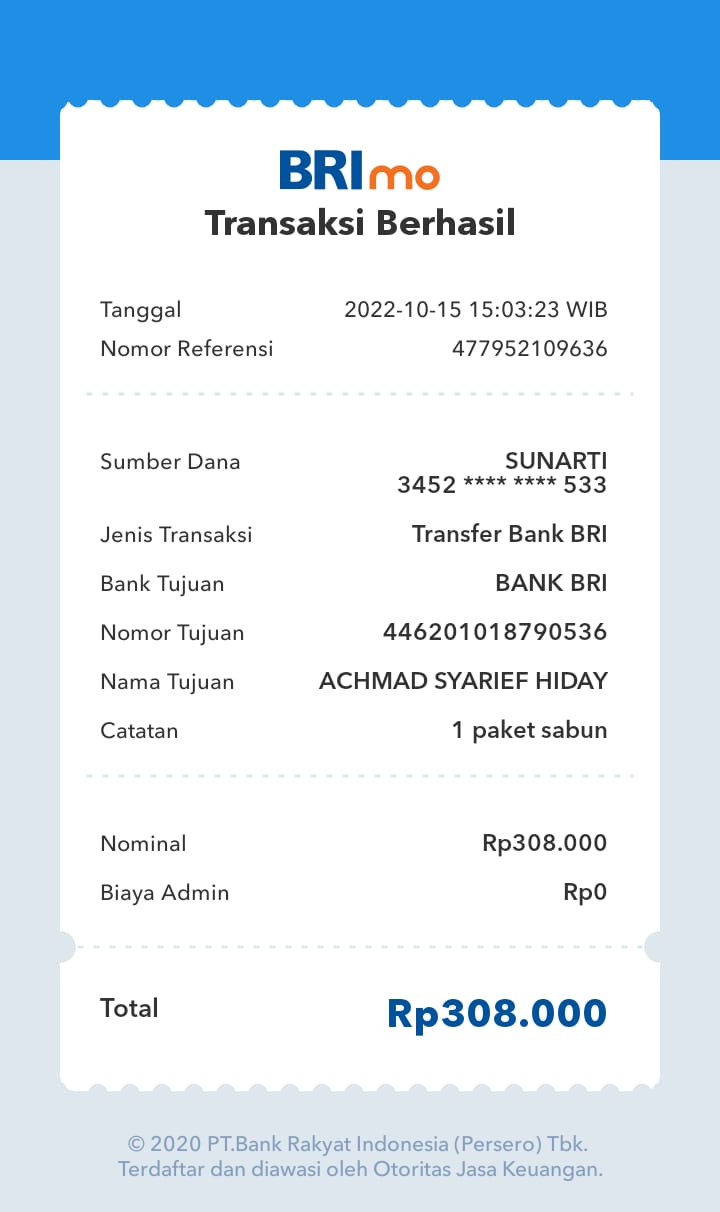 BRImo
Transaksi Berhasil
Tanggal 2022-10-15 15:03:23 WIB
Nomor Referensi 477952109636
Sumber Dana SUNARTI
3452 **** **** 533
Jenis Transaksi Transfer Bank BRI
Bank Tujuan BANK BRI
Nomor Tujuan 446201018790536
Nama Tujuan ACHMAD SYARIEF HIDAY
Catatan 1 paket sabun
Nominal Rp308.000
Biaya Admin Rp0
Total Rp308.000
© 2020 PT.Bank Rakyat Indonesia (Persero) Tbk.
Terdaftar dan diawasi oleh Otoritas Jasa Keuangan.